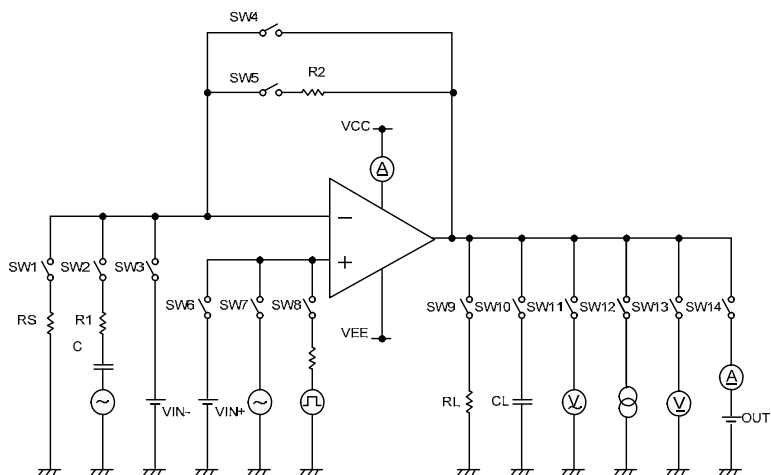 SW4
SW5
R2
VCC
A
−
+
SW1
SW2
SW3
SW6
SW7
SW8
SW9
SW10
SW11
SW12
SW13
SW14
RS
R1
C
VEE
VIN-
VIN+
RL
CL
V
V
A
OUT